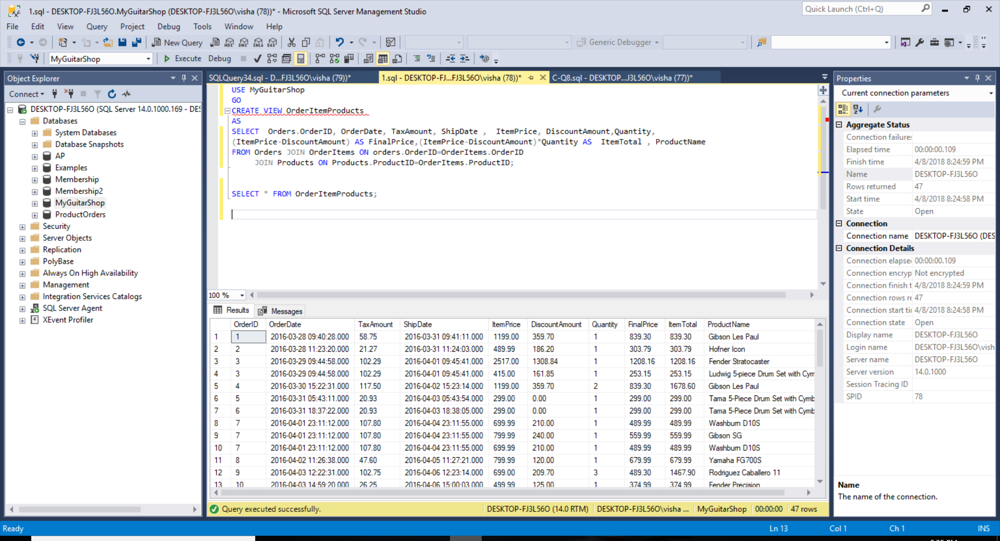 1.sql - DESKTOP-FJ3L56O.MyGuitarShop (DESKTOP-FJ3L56O\visha (78))* - Microsoft SQL Server Management Studio
Quick Launch (Ctrl+Q)
File Edit View Query Project Debug Tools Window Help
New Query MDX DMX XMLA DAX Generic Debugger
MyGuitarShop Execute Debug
Object Explorer
Connect
DESKTOP-FJ3L56O (SQL Server 14.0.1000.169 - DES
Databases
System Databases
Database Snapshots
AP
Examples
Membership
Membership2
MyGuitarShop
ProductOrders
Security
Server Objects
Replication
PolyBase
Always On High Availability
Management
Integration Services Catalogs
SQL Server Agent
XEvent Profiler
SQLQuery34.sql - D...FJ3L56O\visha (79))* 1.sql - DESKTOP-FJ...FJ3L56O\visha (78))* C-Q8.sql - DESKTOP...J3L56O\visha (77))*
USE MyGuitarShop
GO
CREATE VIEW OrderItemProducts
AS
SELECT  Orders.OrderID, OrderDate, TaxAmount, ShipDate ,  ItemPrice, DiscountAmount,Quantity,
(ItemPrice-DiscountAmount) AS FinalPrice,(ItemPrice-DiscountAmount)*Quantity AS  ItemTotal , ProductName
FROM Orders JOIN OrderItems ON orders.OrderID=OrderItems.OrderID
JOIN Products ON Products.ProductID=OrderItems.ProductID;
SELECT * FROM OrderItemProducts;
100 %
Results Messages
OrderID OrderDate TaxAmount ShipDate ItemPrice DiscountAmount Quantity FinalPrice ItemTotal ProductName
1 1 2016-03-28 09:40:28.000 58.75 2016-03-31 09:41:11.000 1199.00 359.70 1 839.30 839.30 Gibson Les Paul
2 2 2016-03-28 11:23:20.000 21.27 2016-03-31 11:24:03.000 489.99 186.20 1 303.79 303.79 Hofner Icon
3 3 2016-03-29 09:44:58.000 102.29 2016-04-01 09:45:41.000 2517.00 1308.84 1 1208.16 1208.16 Fender Stratocaster
4 3 2016-03-29 09:44:58.000 102.29 2016-04-01 09:45:41.000 415.00 161.85 1 253.15 253.15 Ludwig 5-piece Drum Set with Cym
5 4 2016-03-30 15:22:31.000 117.50 2016-04-02 15:23:14.000 1199.00 359.70 2 839.30 1678.60 Gibson Les Paul
6 5 2016-03-31 05:43:11.000 20.93 2016-04-03 05:43:54.000 299.00 0.00 1 299.00 299.00 Tama 5-Piece Drum Set with Cymb
7 6 2016-03-31 18:37:22.000 20.93 2016-04-03 18:38:05.000 299.00 0.00 1 299.00 299.00 Tama 5-Piece Drum Set with Cymb
8 7 2016-04-01 23:11:12.000 107.80 2016-04-04 23:11:55.000 699.99 210.00 1 489.99 489.99 Washburn D10S
9 7 2016-04-01 23:11:12.000 107.80 2016-04-04 23:11:55.000 799.99 240.00 1 559.99 559.99 Gibson SG
10 7 2016-04-01 23:11:12.000 107.80 2016-04-04 23:11:55.000 699.99 210.00 1 489.99 489.99 Washburn D10S
11 8 2016-04-02 11:26:38.000 47.60 2016-04-05 11:27:21.000 799.99 120.00 1 679.99 679.99 Yamaha FG700S
12 9 2016-04-03 12:22:31.000 102.75 2016-04-06 12:23:14.000 699.00 209.70 3 489.30 1467.90 Rodriguez Caballero 11
13 10 2016-04-03 14:59:20.000 26.25 2016-04-06 15:00:03.000 499.99 125.00 1 374.99 374.99 Fender Precision
Query executed successfully. DESKTOP-FJ3L56O (14.0 RTM) DESKTOP-FJ3L56O\visha ... MyGuitarShop 00:00:00 47 rows
Properties
Current connection parameters
Aggregate Status
Connection failures
Elapsed time 00:00:00.109
Finish time 4/8/2018 8:24:59 PM
Name DESKTOP-FJ3L56O
Rows returned 47
Start time 4/8/2018 8:24:58 PM
State Open
Connection
Connection name DESKTOP-FJ3L56O (DES
Connection Details
Connection elapse 00:00:00.109
Connection encryp Not encrypted
Connection finish t 4/8/2018 8:24:59 PM
Connection rows re 47
Connection start ti 4/8/2018 8:24:58 PM
Connection state Open
Display name DESKTOP-FJ3L56O
Login name DESKTOP-FJ3L56O\vish
Server name DESKTOP-FJ3L56O
Server version 14.0.1000
Session Tracing ID
SPID 78
Name
The name of the connection.
Ready Ln 13 Col 1 Ch 1 INS